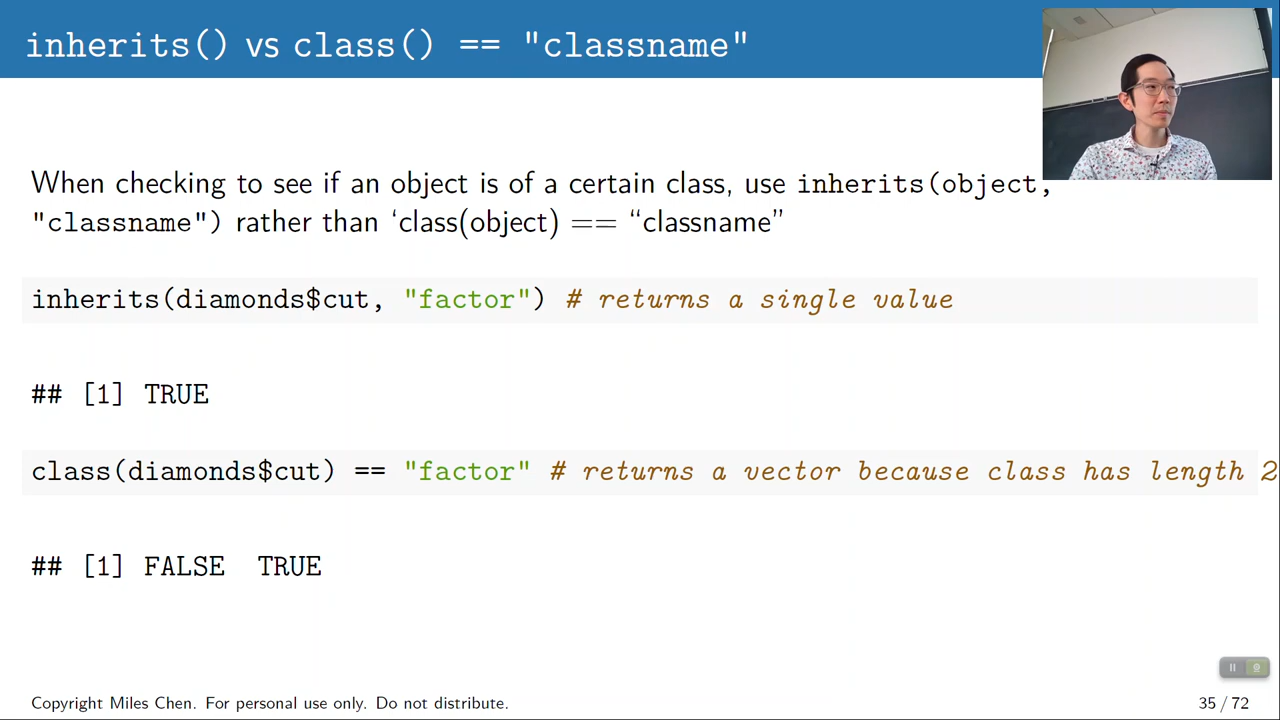 inherits() vs class() == "classname"
When checking to see if an object is of a certain class, use inherits(object,
"classname") rather than ‘class(object) == “classname”
inherits(diamonds$cut, "factor") # returns a single value
## [1] TRUE
class(diamonds$cut) == "factor" # returns a vector because class has length 2
## [1] FALSE TRUE
Copyright Miles Chen. For personal use only. Do not distribute.
35 / 72